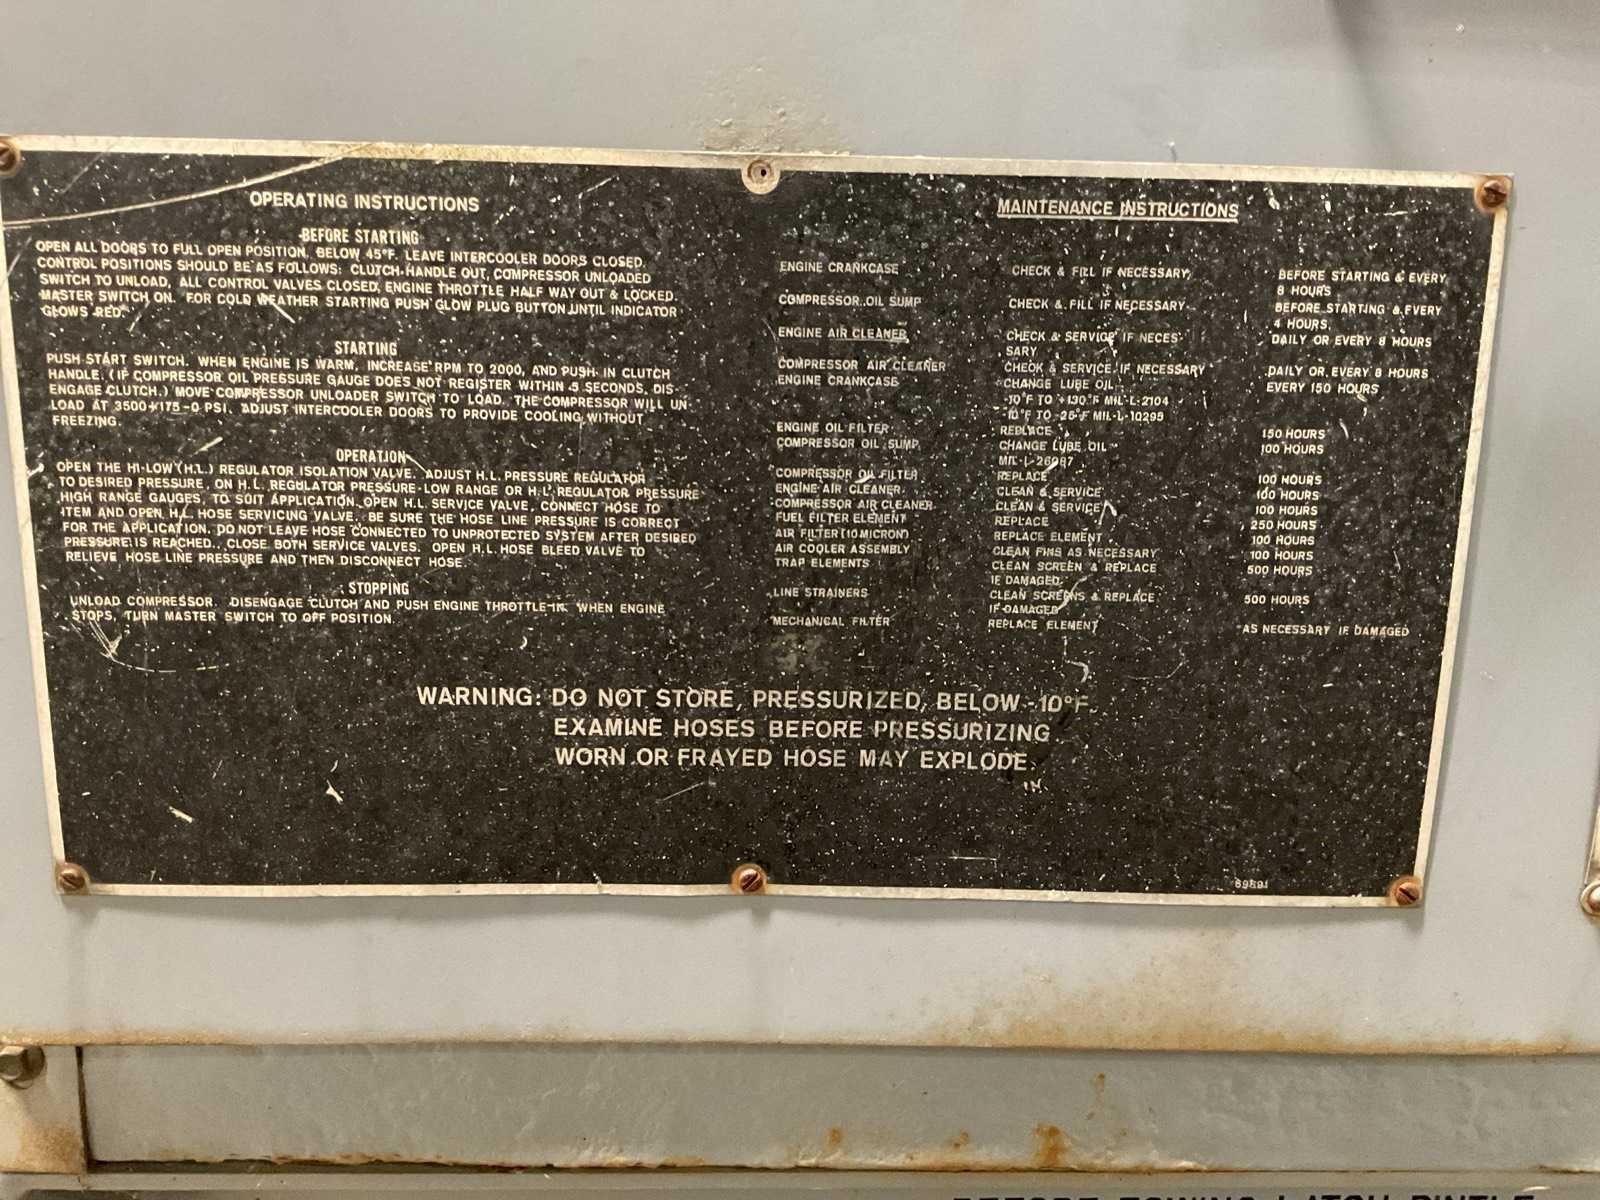 OPERATING INSTRUCTIONS
BEFORE STARTING
OPEN ALL DOORS TO FULL OPEN POSITION. BELOW 45°F. LEAVE INTERCOOLER DOORS CLOSED.
CONTROL POSITIONS SHOULD BE AS FOLLOWS: CLUTCH HANDLE OUT, COMPRESSOR UNLOADED
SWITCH TO UNLOAD, ALL CONTROL VALVES CLOSED, ENGINE THROTTLE HALF WAY OUT & LOCKED.
MASTER SWITCH ON. FOR COLD WEATHER STARTING PUSH GLOW PLUG BUTTON UNTIL INDICATOR
GLOWS RED.
STARTING
PUSH START SWITCH. WHEN ENGINE IS WARM, INCREASE RPM TO 2000, AND PUSH IN CLUTCH
HANDLE. (IF COMPRESSOR OIL PRESSURE GAUGE DOES NOT REGISTER WITHIN 5 SECONDS, DIS-
ENGAGE CLUTCH.) MOVE COMPRESSOR UNLOADER SWITCH TO LOAD. THE COMPRESSOR WILL UN-
LOAD AT 3500+175-0 PSI. ADJUST INTERCOOLER DOORS TO PROVIDE COOLING WITHOUT
FREEZING.
OPERATION
OPEN THE HI-LOW (H.L.) REGULATOR ISOLATION VALVE. ADJUST H.L. PRESSURE REGULATOR
TO DESIRED PRESSURE, ON H.L. REGULATOR PRESSURE-LOW RANGE OR H.L. REGULATOR PRESSURE-
HIGH RANGE GAUGES, TO SUIT APPLICATION. OPEN H.L. SERVICE VALVE, CONNECT HOSE TO
ITEM AND OPEN H.L. HOSE SERVICING VALVE. BE SURE THE HOSE LINE PRESSURE IS CORRECT
FOR THE APPLICATION. DO NOT LEAVE HOSE CONNECTED TO UNPROTECTED SYSTEM AFTER DESIRED
PRESSURE IS REACHED. CLOSE BOTH SERVICE VALVES. OPEN H.L. HOSE BLEED VALVE TO
RELIEVE HOSE LINE PRESSURE AND THEN DISCONNECT HOSE.
STOPPING
UNLOAD COMPRESSOR. DISENGAGE CLUTCH AND PUSH ENGINE THROTTLE IN. WHEN ENGINE
STOPS, TURN MASTER SWITCH TO OFF POSITION.
MAINTENANCE INSTRUCTIONS
ENGINE CRANKCASE CHECK & FILL IF NECESSARY BEFORE STARTING & EVERY
8 HOURS
COMPRESSOR OIL SUMP CHECK & FILL IF NECESSARY BEFORE STARTING & EVERY
4 HOURS
ENGINE AIR CLEANER CHECK & SERVICE IF NECES- DAILY OR EVERY 8 HOURS
SARY
COMPRESSOR AIR CLEANER CHECK & SERVICE IF NECESSARY DAILY OR EVERY 8 HOURS
ENGINE CRANKCASE CHANGE LUBE OIL EVERY 150 HOURS
-10°F TO +130°F MIL-L-2104
-10°F TO -25°F MIL-L-10295
ENGINE OIL FILTER REPLACE 150 HOURS
COMPRESSOR OIL SUMP CHANGE LUBE OIL 100 HOURS
MIL-L-26087
COMPRESSOR OIL FILTER REPLACE 100 HOURS
ENGINE AIR CLEANER CLEAN & SERVICE 100 HOURS
COMPRESSOR AIR CLEANER CLEAN & SERVICE 100 HOURS
FUEL FILTER ELEMENT REPLACE 250 HOURS
AIR FILTER (10 MICRON) REPLACE ELEMENT 100 HOURS
AIR COOLER ASSEMBLY CLEAN FINS AS NECESSARY 100 HOURS
TRAP ELEMENTS CLEAN SCREEN & REPLACE 500 HOURS
IF DAMAGED
LINE STRAINERS CLEAN SCREENS & REPLACE 500 HOURS
IF DAMAGED
MECHANICAL FILTER REPLACE ELEMENT AS NECESSARY IF DAMAGED
WARNING: DO NOT STORE, PRESSURIZED, BELOW -10°F.
EXAMINE HOSES BEFORE PRESSURIZING
WORN OR FRAYED HOSE MAY EXPLODE.
IN
69691